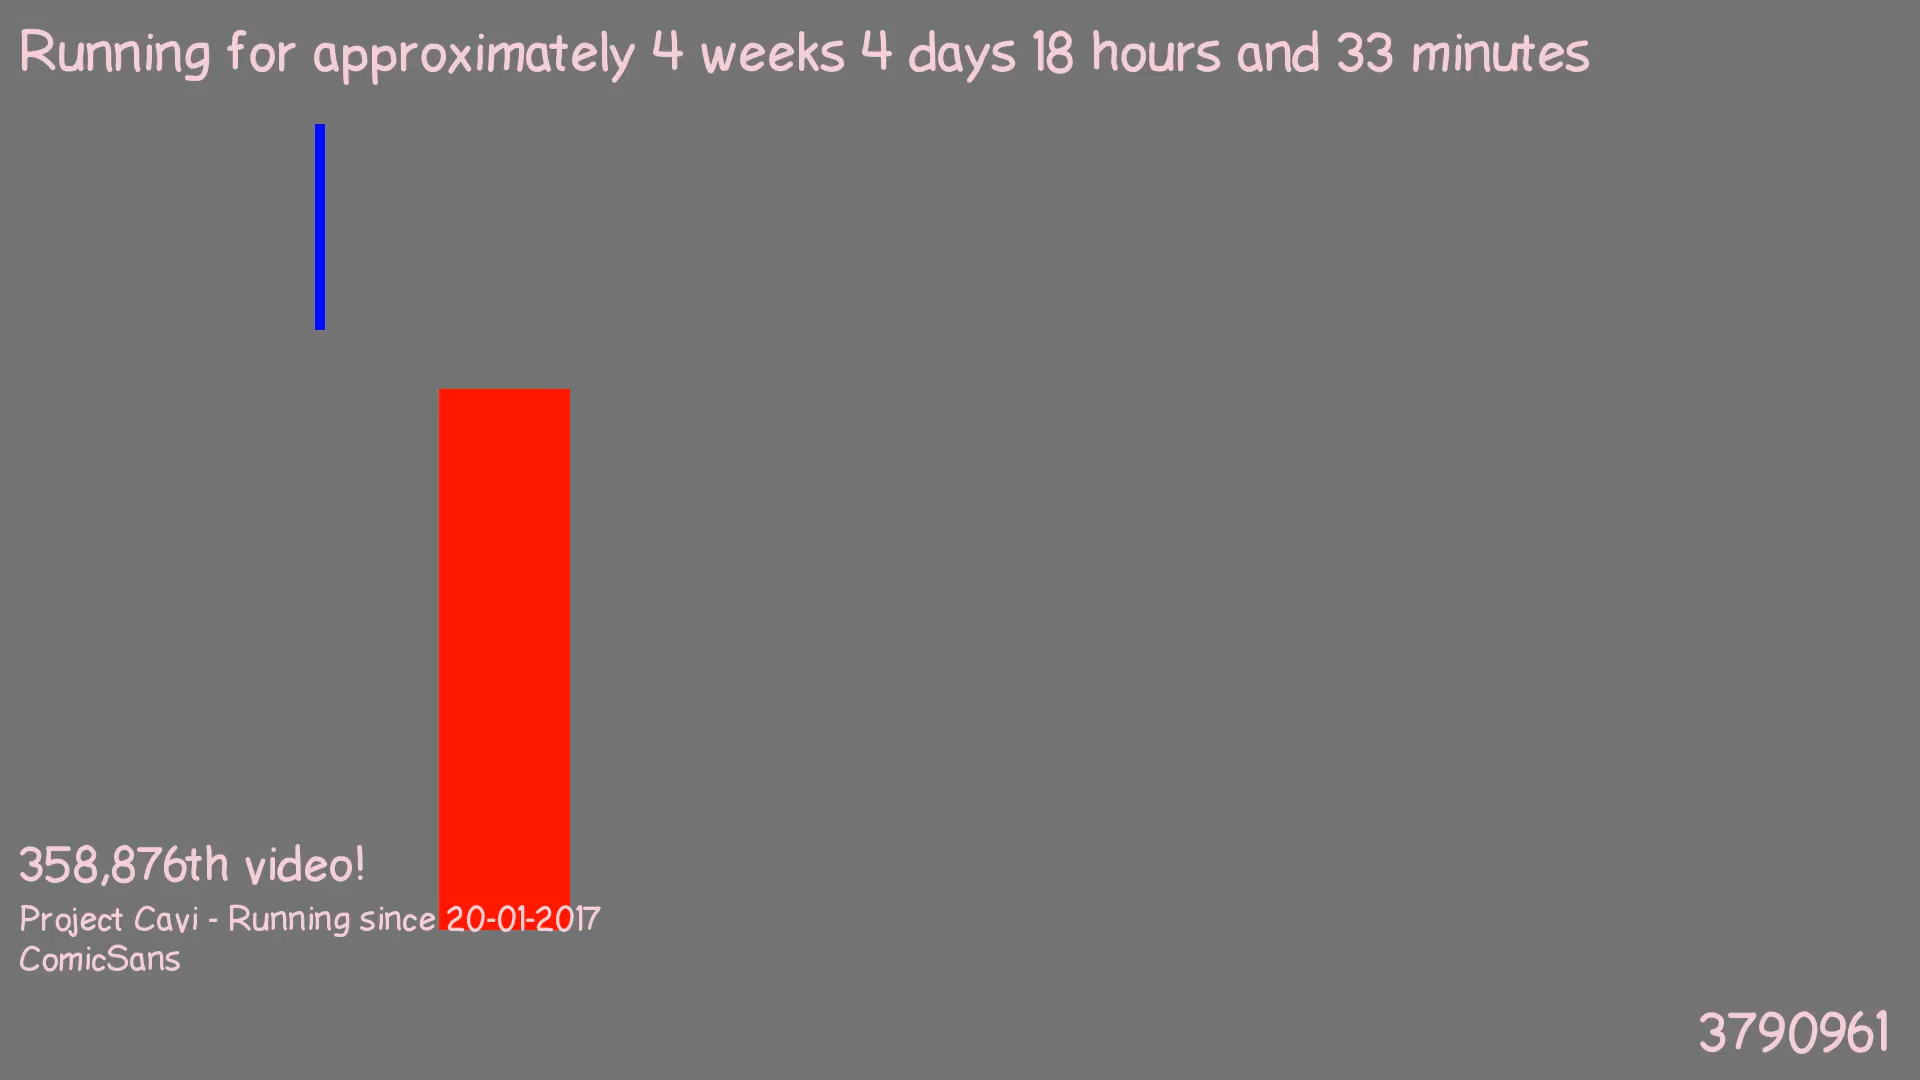 Running for approximately 4 weeks 4 days 18 hours and 33 minutes
358,876th video!
Project Cavi - Running since 20-01-2017
ComicSans
3790961